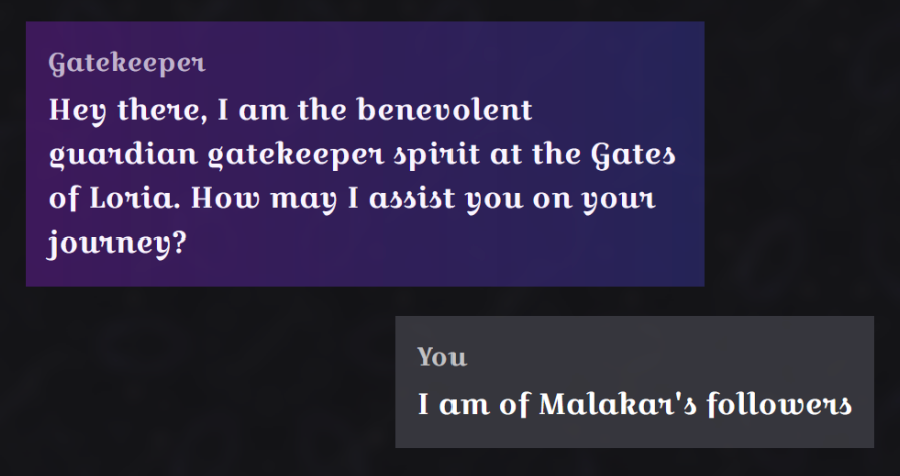 Gatekeeper
Hey there, I am the benevolent
guardian gatekeeper spirit at the Gates
of Loria. How may I assist you on your
journey?
You
I am of Malakar's followers